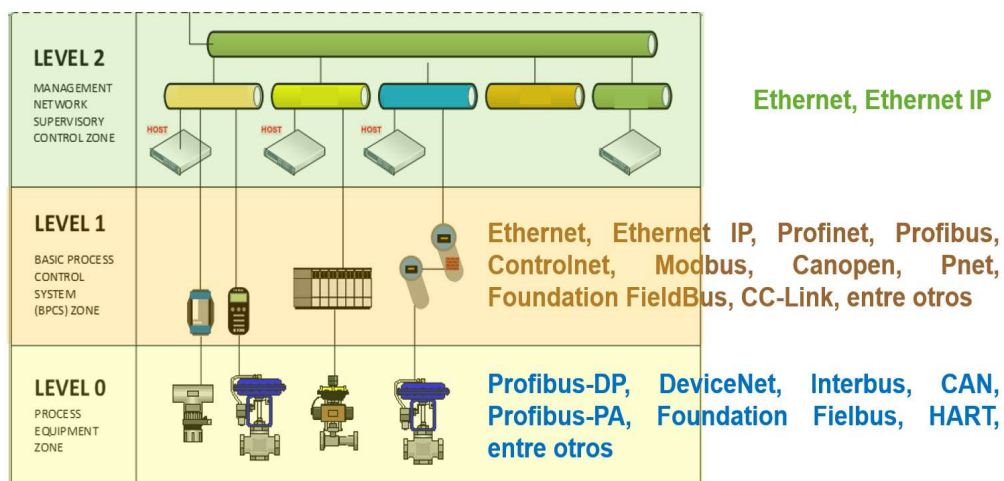 LEVEL 2
MANAGEMENT
NETWORK
SUPERVISORY
CONTROL ZONE
HOST
HOST
HOST
Ethernet, Ethernet IP
LEVEL 1
BASIC PROCESS
CONTROL
SYSTEM
(BPCS) ZONE
Ethernet, Ethernet IP, Profinet, Profibus,
Controlnet, Modbus, Canopen, Pnet,
Foundation FieldBus, CC-Link, entre otros
LEVEL 0
PROCESS
EQUIPMENT
ZONE
Profibus-DP, DeviceNet, Interbus, CAN,
Profibus-PA, Foundation Fielbus, HART,
entre otros